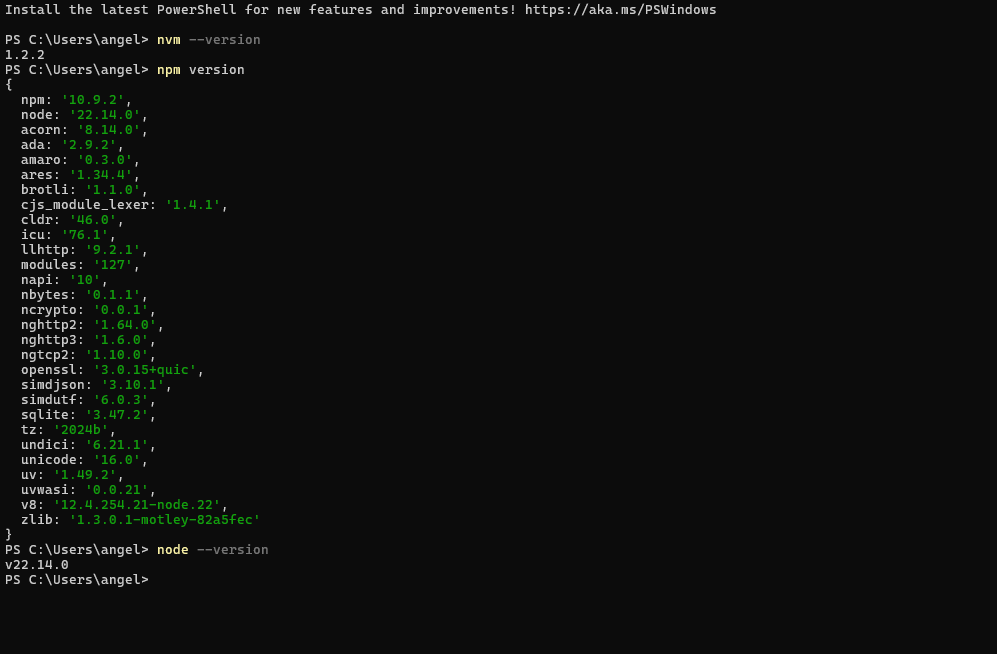 Install the latest PowerShell for new features and improvements! https://aka.ms/PSWindows
PS C:\Users\angel> nvm --version
1.2.2
PS C:\Users\angel> npm version
{
  npm: '10.9.2',
  node: '22.14.0',
  acorn: '8.14.0',
  ada: '2.9.2',
  amaro: '0.3.0',
  ares: '1.34.4',
  brotli: '1.1.0',
  cjs_module_lexer: '1.4.1',
  cldr: '46.0',
  icu: '76.1',
  llhttp: '9.2.1',
  modules: '127',
  napi: '10',
  nbytes: '0.1.1',
  ncrypto: '0.0.1',
  nghttp2: '1.64.0',
  nghttp3: '1.6.0',
  ngtcp2: '1.10.0',
  openssl: '3.0.15+quic',
  simdjson: '3.10.1',
  simdutf: '6.0.3',
  sqlite: '3.47.2',
  tz: '2024b',
  undici: '6.21.1',
  unicode: '16.0',
  uv: '1.49.2',
  uvwasi: '0.0.21',
  v8: '12.4.254.21-node.22',
  zlib: '1.3.0.1-motley-82a5fec'
}
PS C:\Users\angel> node --version
v22.14.0
PS C:\Users\angel>